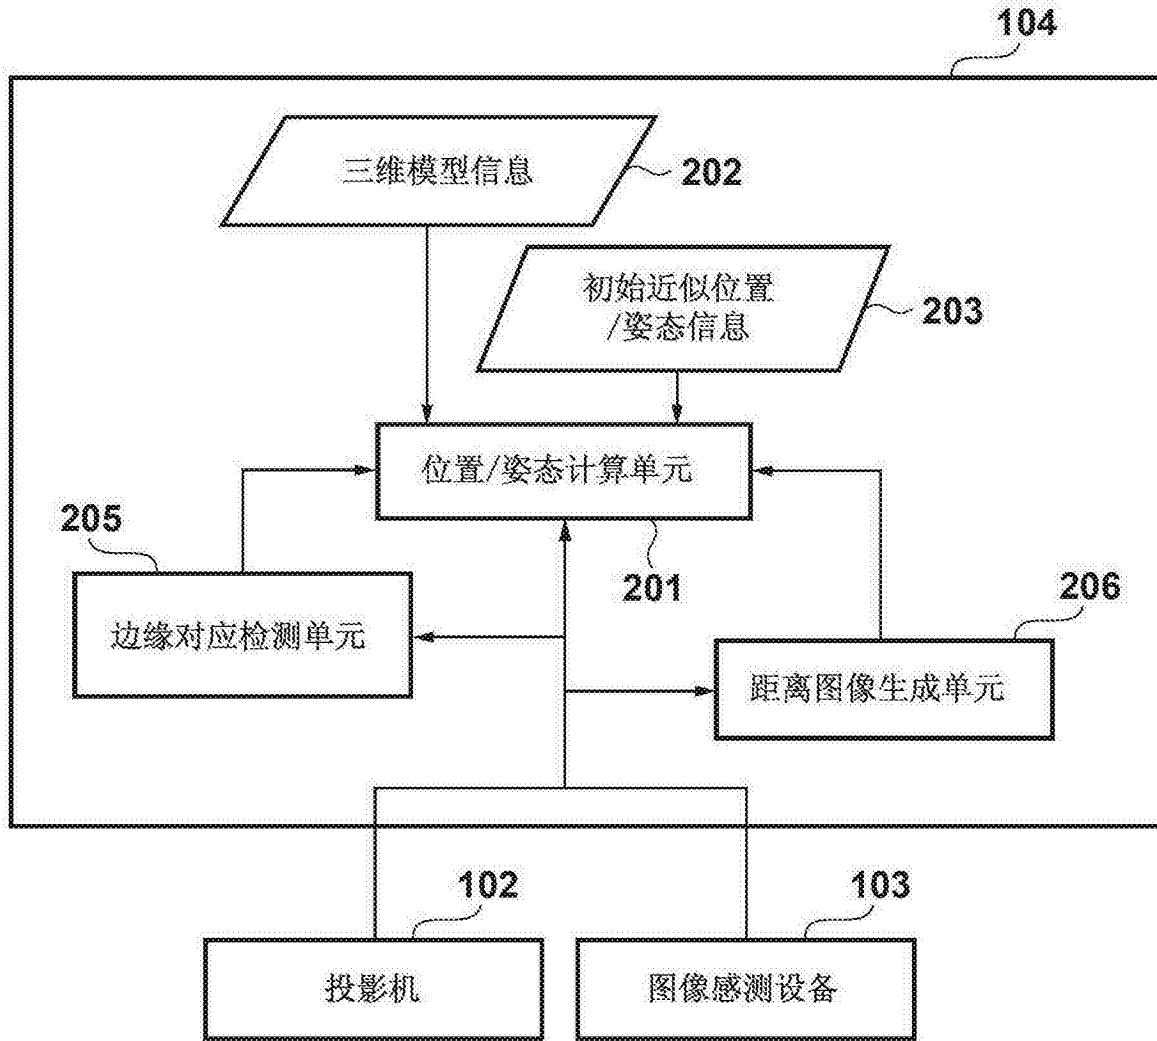 104
三维模型信息
202
初始近似位置
/姿态信息
203
位置/姿态计算单元
205
201
206
边缘对应检测单元
距离图像生成单元
102
103
投影机
图像感测设备